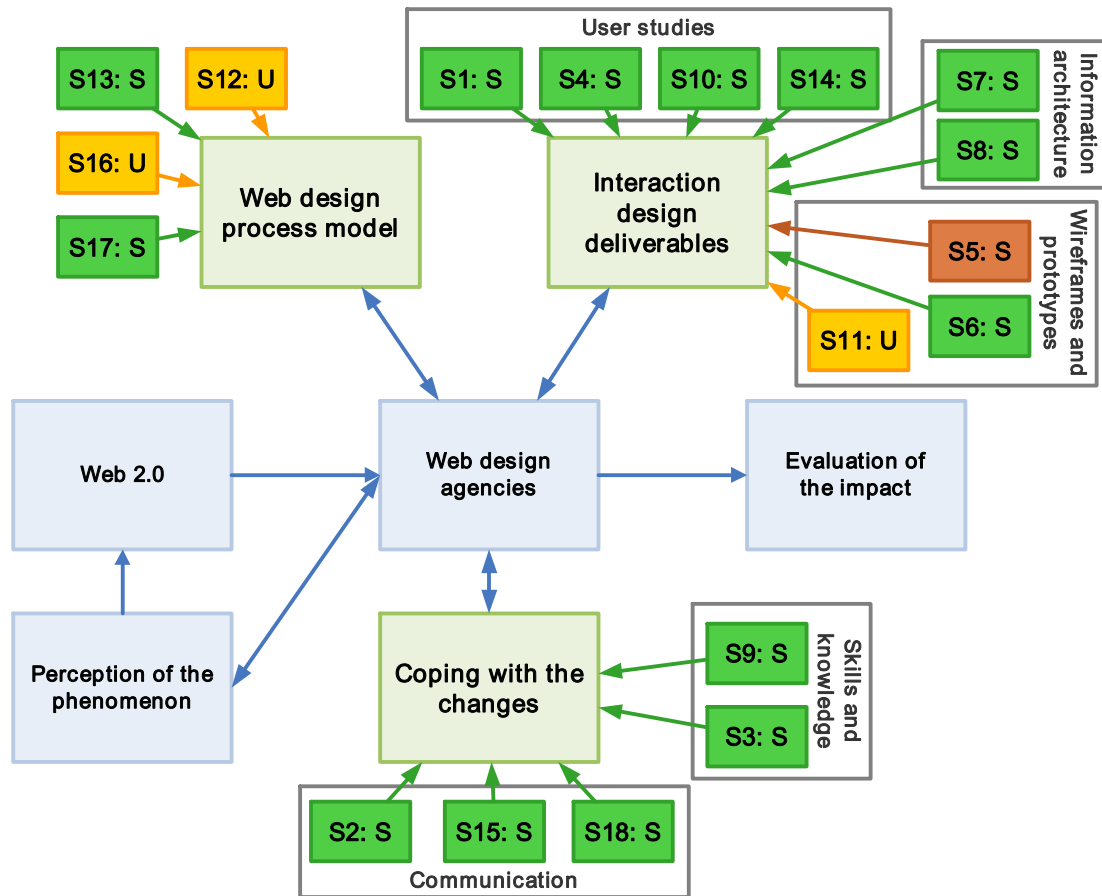 User studies
S13: S
S12: U
S1: S
S4: S
S10: S
S14: S
Information
architecture
S7: S
S8: S
S16: U
S17: S
Web design
process model
Interaction
design
deliverables
Wireframes and
prototypes
S5: S
S6: S
S11: U
Web 2.0
Web design
agencies
Evaluation of
the impact
Perception of the
phenomenon
Coping with the
changes
Skills and
knowledge
S9: S
S3: S
S2: S
S15: S
S18: S
Communication